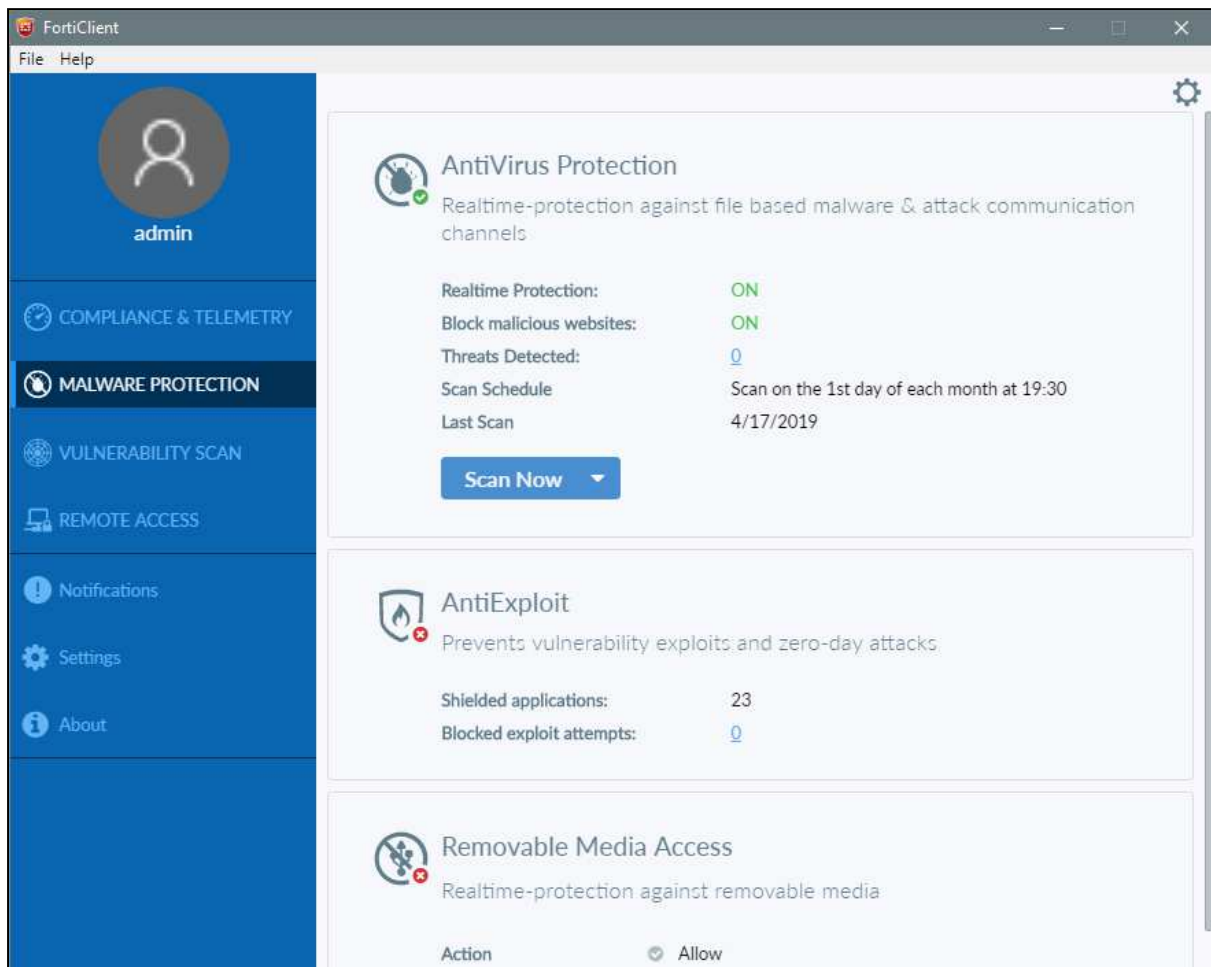 FortiClient
File Help
admin
COMPLIANCE & TELEMETRY
MALWARE PROTECTION
VULNERABILITY SCAN
REMOTE ACCESS
Notifications
Settings
About
AntiVirus Protection
Realtime-protection against file based malware & attack communication
channels
Realtime Protection: ON
Block malicious websites: ON
Threats Detected: 0
Scan Schedule Scan on the 1st day of each month at 19:30
Last Scan 4/17/2019
Scan Now
AntiExploit
Prevents vulnerability exploits and zero-day attacks
Shielded applications: 23
Blocked exploit attempts: 0
Removable Media Access
Realtime-protection against removable media
Action Allow